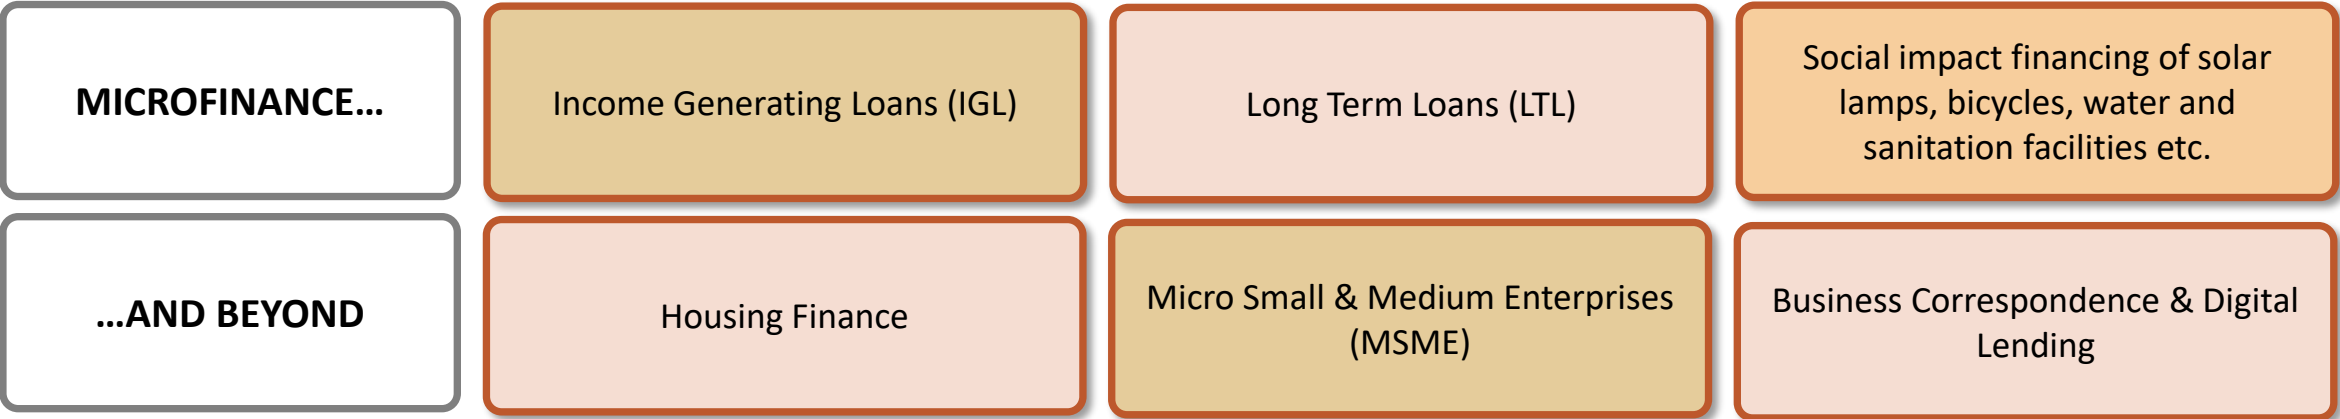 MICROFINANCE…
Income Generating Loans (IGL)
Long Term Loans (LTL)
Social impact financing of solar
lamps, bicycles, water and
sanitation facilities etc.
…AND BEYOND
Housing Finance
Micro Small & Medium Enterprises
(MSME)
Business Correspondence & Digital
Lending